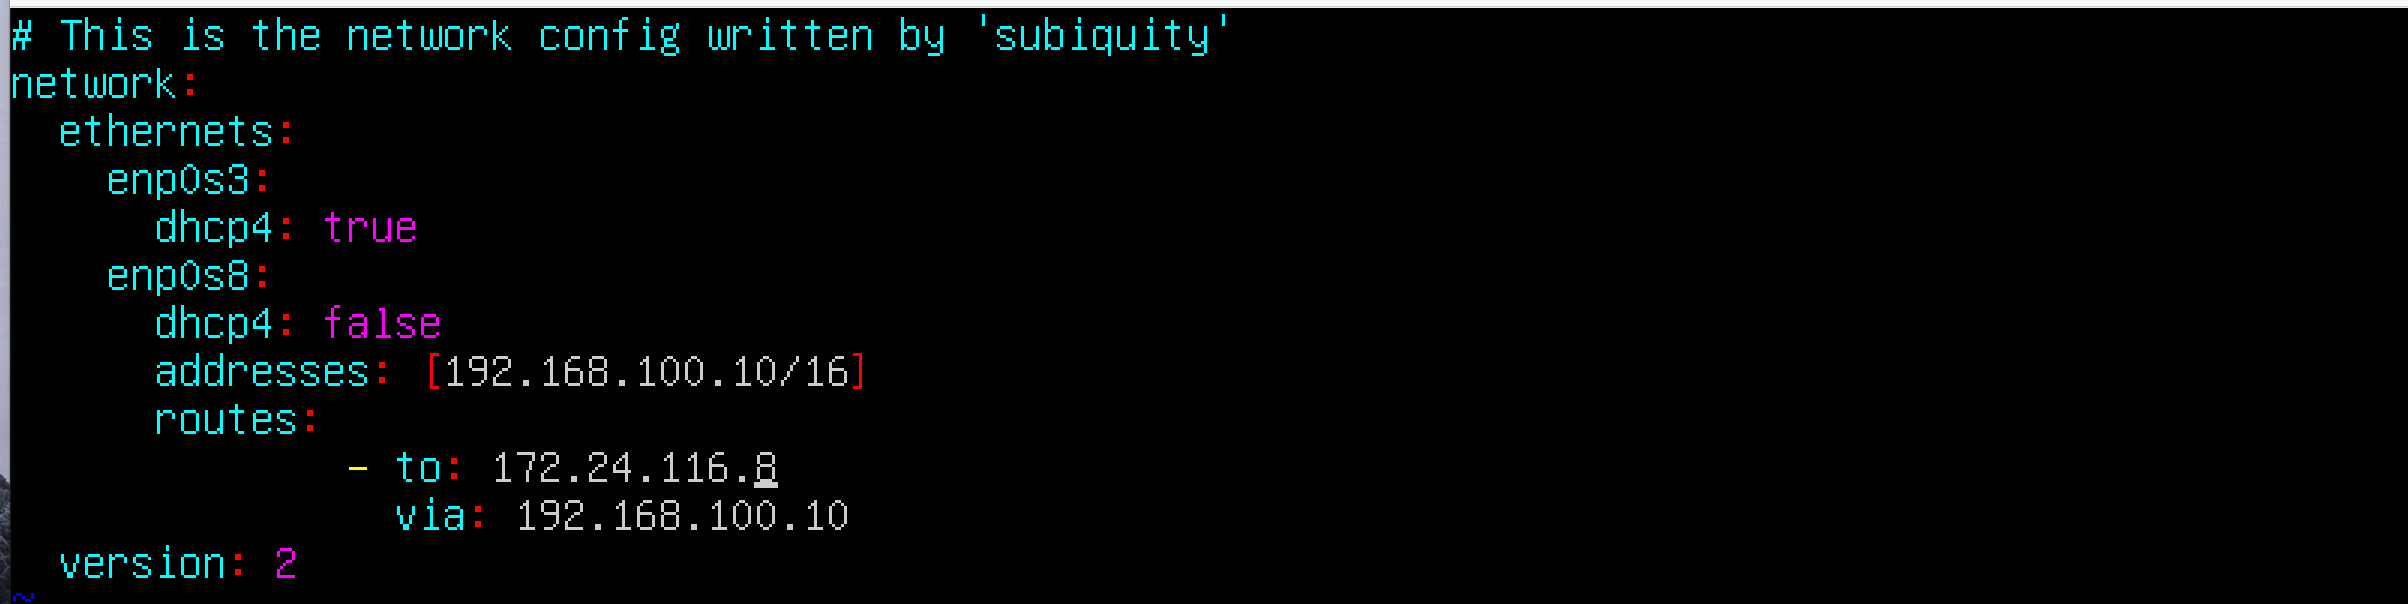 # This is the network config written by 'subiquity'
network:
  ethernets:
    enp0s3:
      dhcp4: true
    enp0s8:
      dhcp4: false
      addresses: [192.168.100.10/16]
      routes:
              - to: 172.24.116.8
                via: 192.168.100.10
  version: 2
~